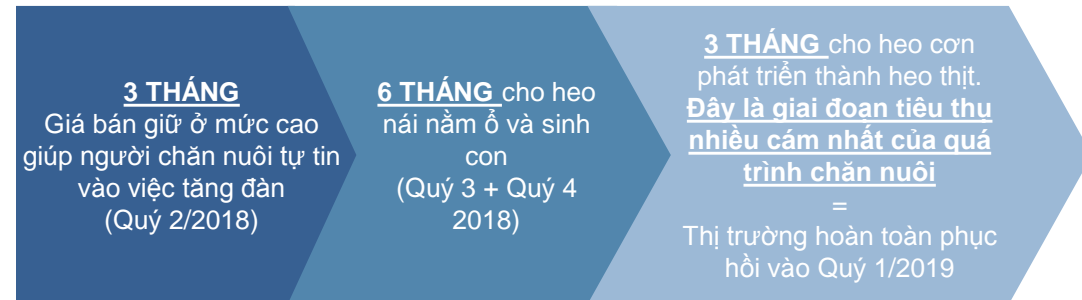 3 THÁNG
Giá bán giữ ở mức cao
giúp người chăn nuôi tự tin
vào việc tăng đàn
(Quý 2/2018)
6 THÁNG cho heo
nái nằm ổ và sinh
con
(Quý 3 + Quý 4
2018)
3 THÁNG cho heo cơn
phát triển thành heo thịt.
Đây là giai đoạn tiêu thụ
nhiều cám nhất của quá
trình chăn nuôi
=
Thị trường hoàn toàn phục
hồi vào Quý 1/2019